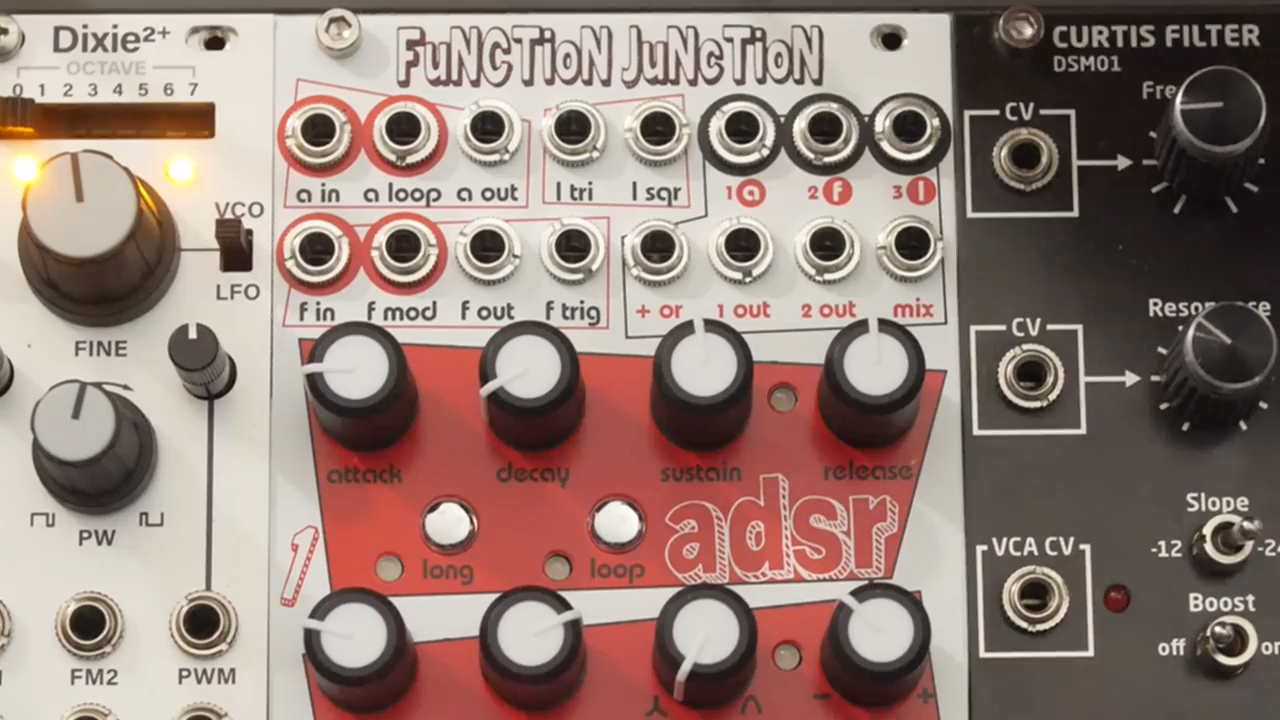 Dixie²⁺
OCTAVE
0 1 2 3 4 5 6 7
VCO
LFO
FINE
PW
FM2
PWM
FuNCTioN JuNcTioN
a in a loop a out l tri l sqr 1 a 2 f 3 l
f in f mod f out f trig + or 1 out 2 out mix
attack decay sustain release
long loop adsr
1
- +
CURTIS FILTER
DSM01
CV
CV
VCA CV
Slope
-12
Boost
off